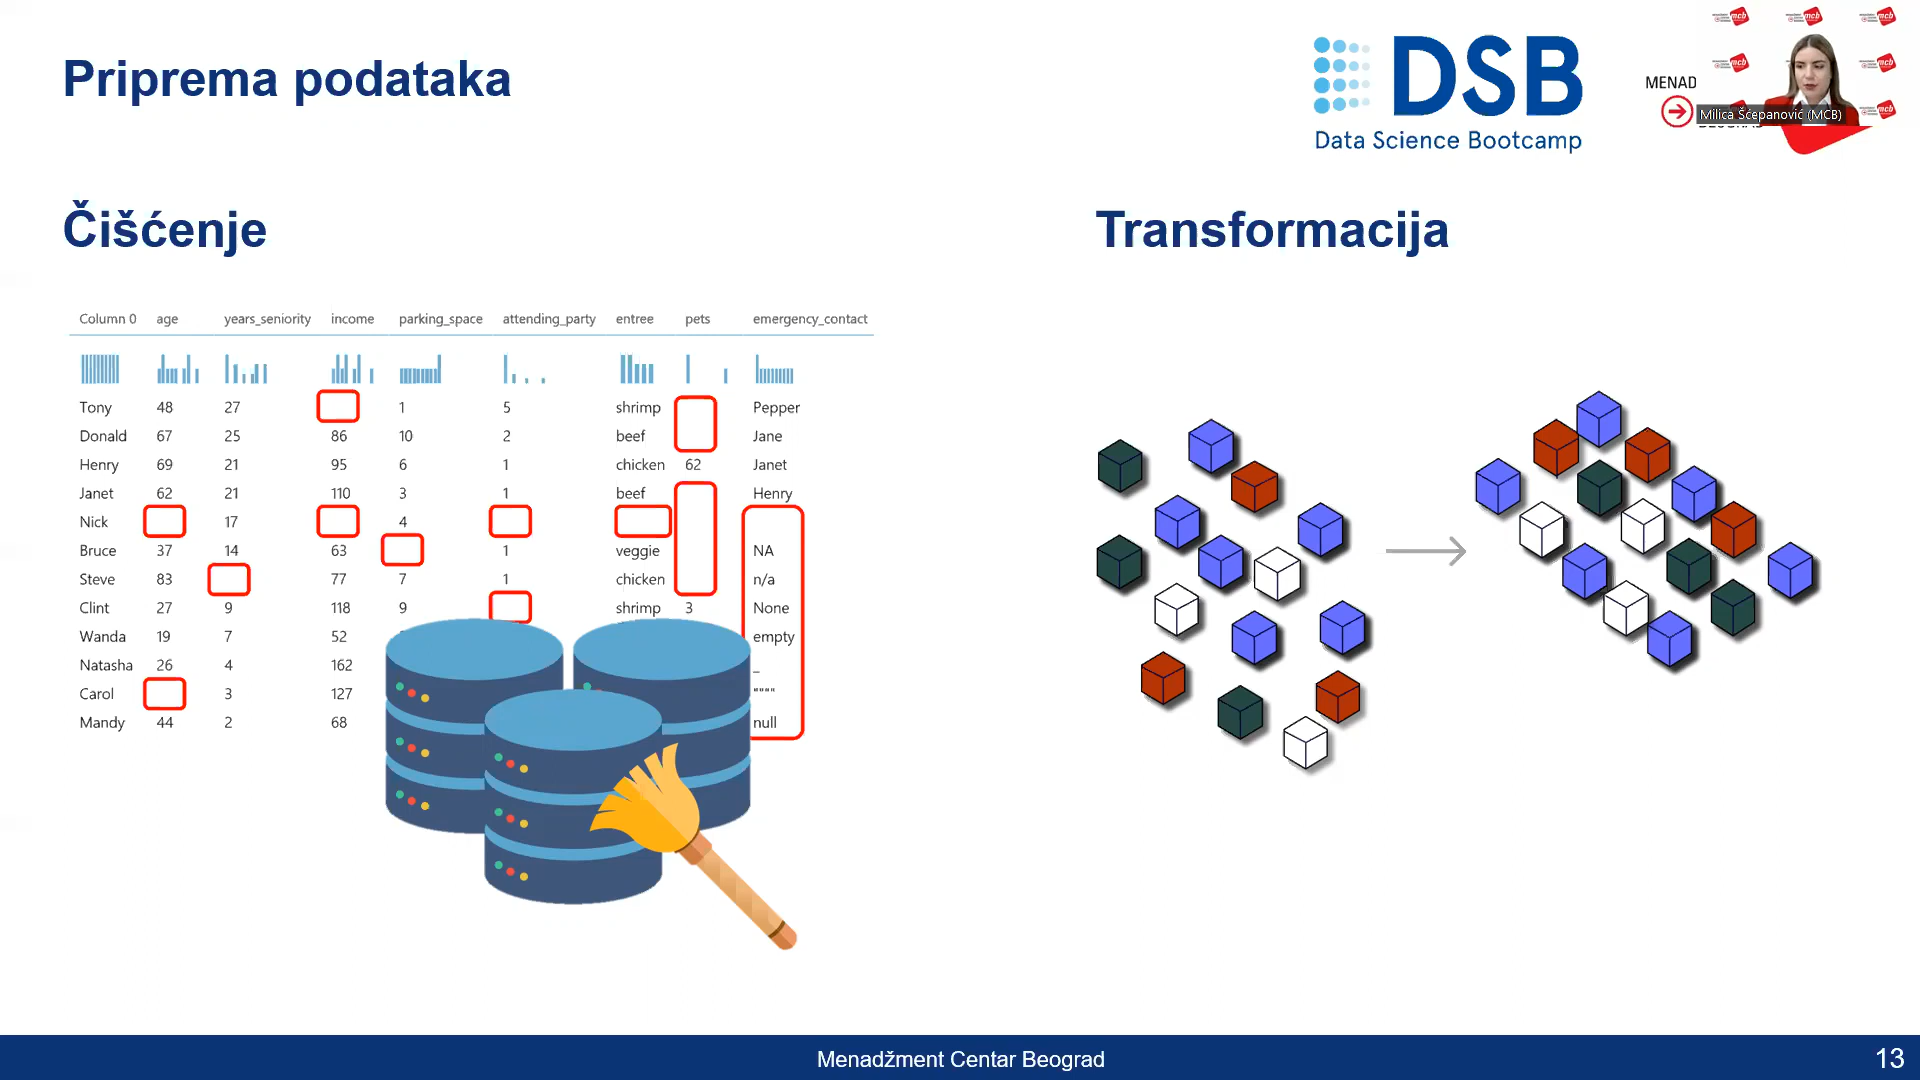 Priprema podataka
DSB
Data Science Bootcamp
MENAD
Milica Šćepanović (MCB)
Čišćenje
Transformacija
Column 0 age years_seniority income parking_space attending_party entree pets emergency_contact
Tony 48 27 1 5 shrimp Pepper
Donald 67 25 86 10 2 beef Jane
Henry 69 21 95 6 1 chicken 62 Janet
Janet 62 21 110 3 1 beef Henry
Nick 17 4
Bruce 37 14 63 1 veggie NA
Steve 83 77 7 1 chicken n/a
Clint 27 9 118 9 shrimp 3 None
Wanda 19 7 52 empty
Natasha 26 4 162 _
Carol 3 127 """"
Mandy 44 2 68 null
Menadžment Centar Beograd
13